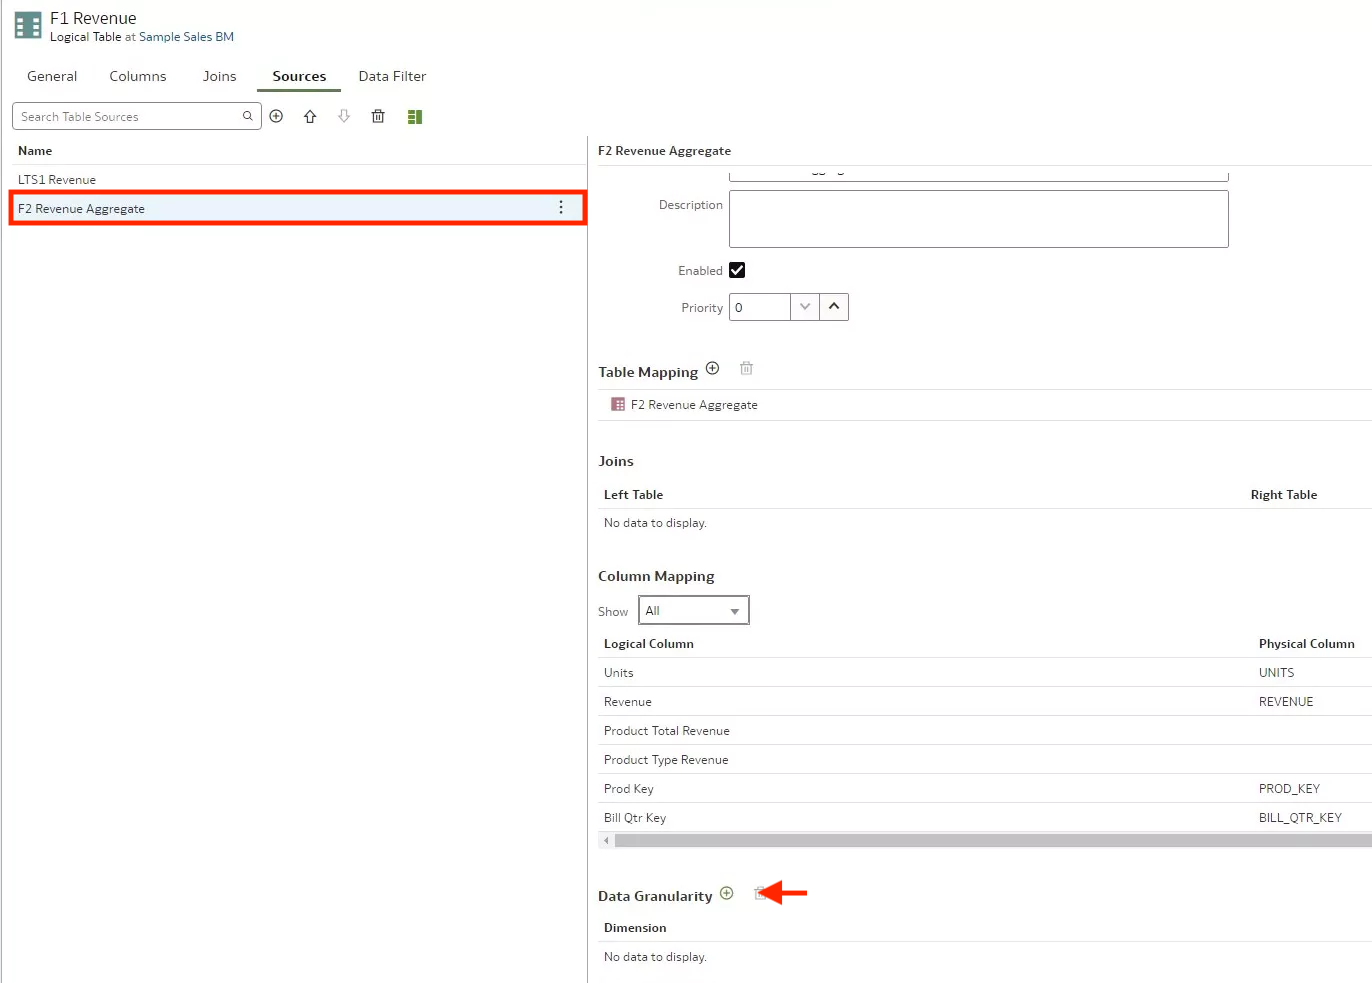 F1 Revenue
Logical Table at Sample Sales BM
General Columns Joins Sources Data Filter
Search Table Sources
Name
LTS1 Revenue
F2 Revenue Aggregate
F2 Revenue Aggregate
Description
Enabled
Priority 0
Table Mapping
F2 Revenue Aggregate
Joins
Left Table Right Table
No data to display.
Column Mapping
Show All
Logical Column Physical Column
Units UNITS
Revenue REVENUE
Product Total Revenue
Product Type Revenue
Prod Key PROD_KEY
Bill Qtr Key BILL_QTR_KEY
Data Granularity
Dimension
No data to display.